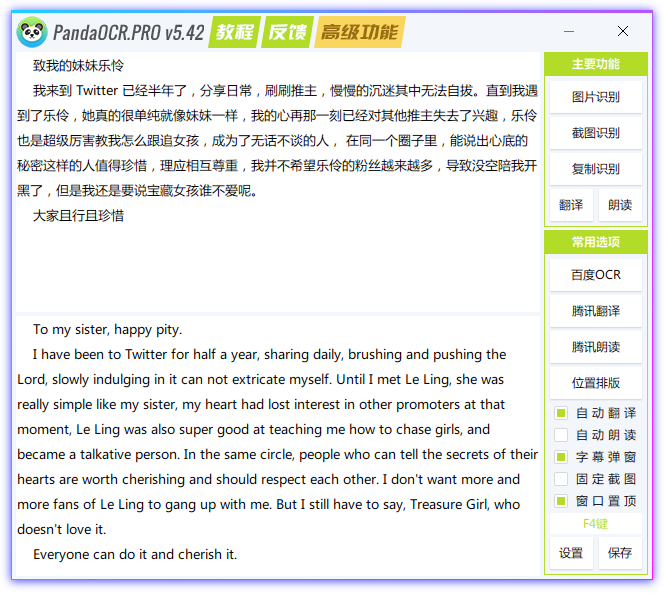 PandaOCR.PRO v5.42 教程 反馈 高级功能
致我的妹妹乐伶
我来到 Twitter 已经半年了，分享日常，刷刷推主，慢慢的沉迷其中无法自拔。直到我遇
到了乐伶，她真的很单纯就像妹妹一样，我的心再那一刻已经对其他推主失去了兴趣，乐伶
也是超级厉害教我怎么跟追女孩，成为了无话不谈的人， 在同一个圈子里，能说出心底的
秘密这样的人值得珍惜，理应相互尊重，我并不希望乐伶的粉丝越来越多，导致没空陪我开
黑了，但是我还是要说宝藏女孩谁不爱呢。
大家且行且珍惜
To my sister, happy pity.
I have been to Twitter for half a year, sharing daily, brushing and pushing the
Lord, slowly indulging in it can not extricate myself. Until I met Le Ling, she was
really simple like my sister, my heart had lost interest in other promoters at that
moment, Le Ling was also super good at teaching me how to chase girls, and
became a talkative person. In the same circle, people who can tell the secrets of their
hearts are worth cherishing and should respect each other. I don't want more and
more fans of Le Ling to gang up with me. But I still have to say, Treasure Girl, who
doesn't love it.
Everyone can do it and cherish it.
主要功能
图片识别
截图识别
复制识别
翻译 朗读
常用选项
百度OCR
腾讯翻译
腾讯朗读
位置排版
自动翻译
自动朗读
字幕弹窗
固定截图
窗口置顶
F4键
设置 保存